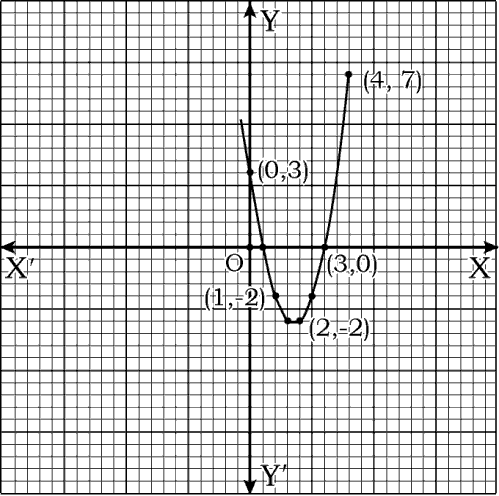 Y
(4, 7)
(0,3)
O
X′
(3,0)
X
(1,-2)
(2,-2)
Y′